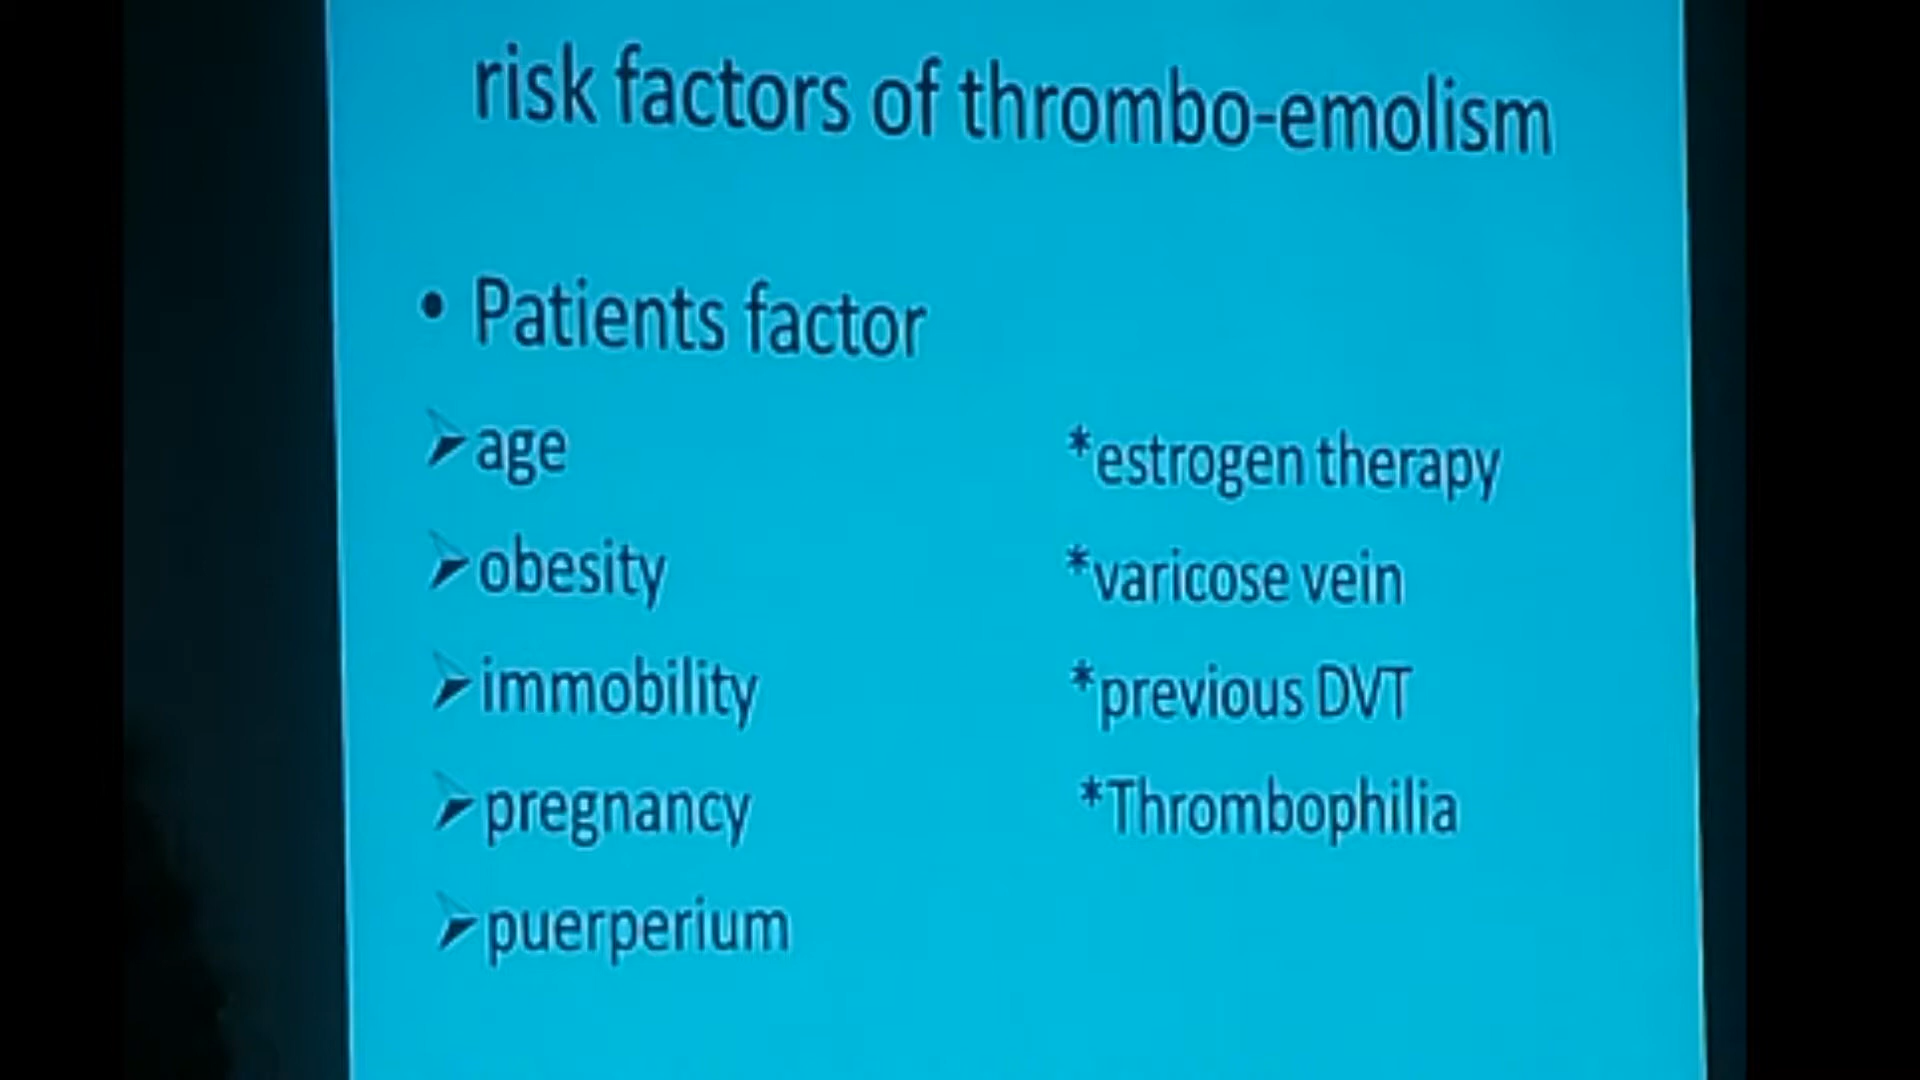 risk factors of thrombo-emolism
• Patients factor
➢age
*estrogen therapy
➢obesity
*varicose vein
➢immobility
*previous DVT
➢pregnancy
*Thrombophilia
➢puerperium